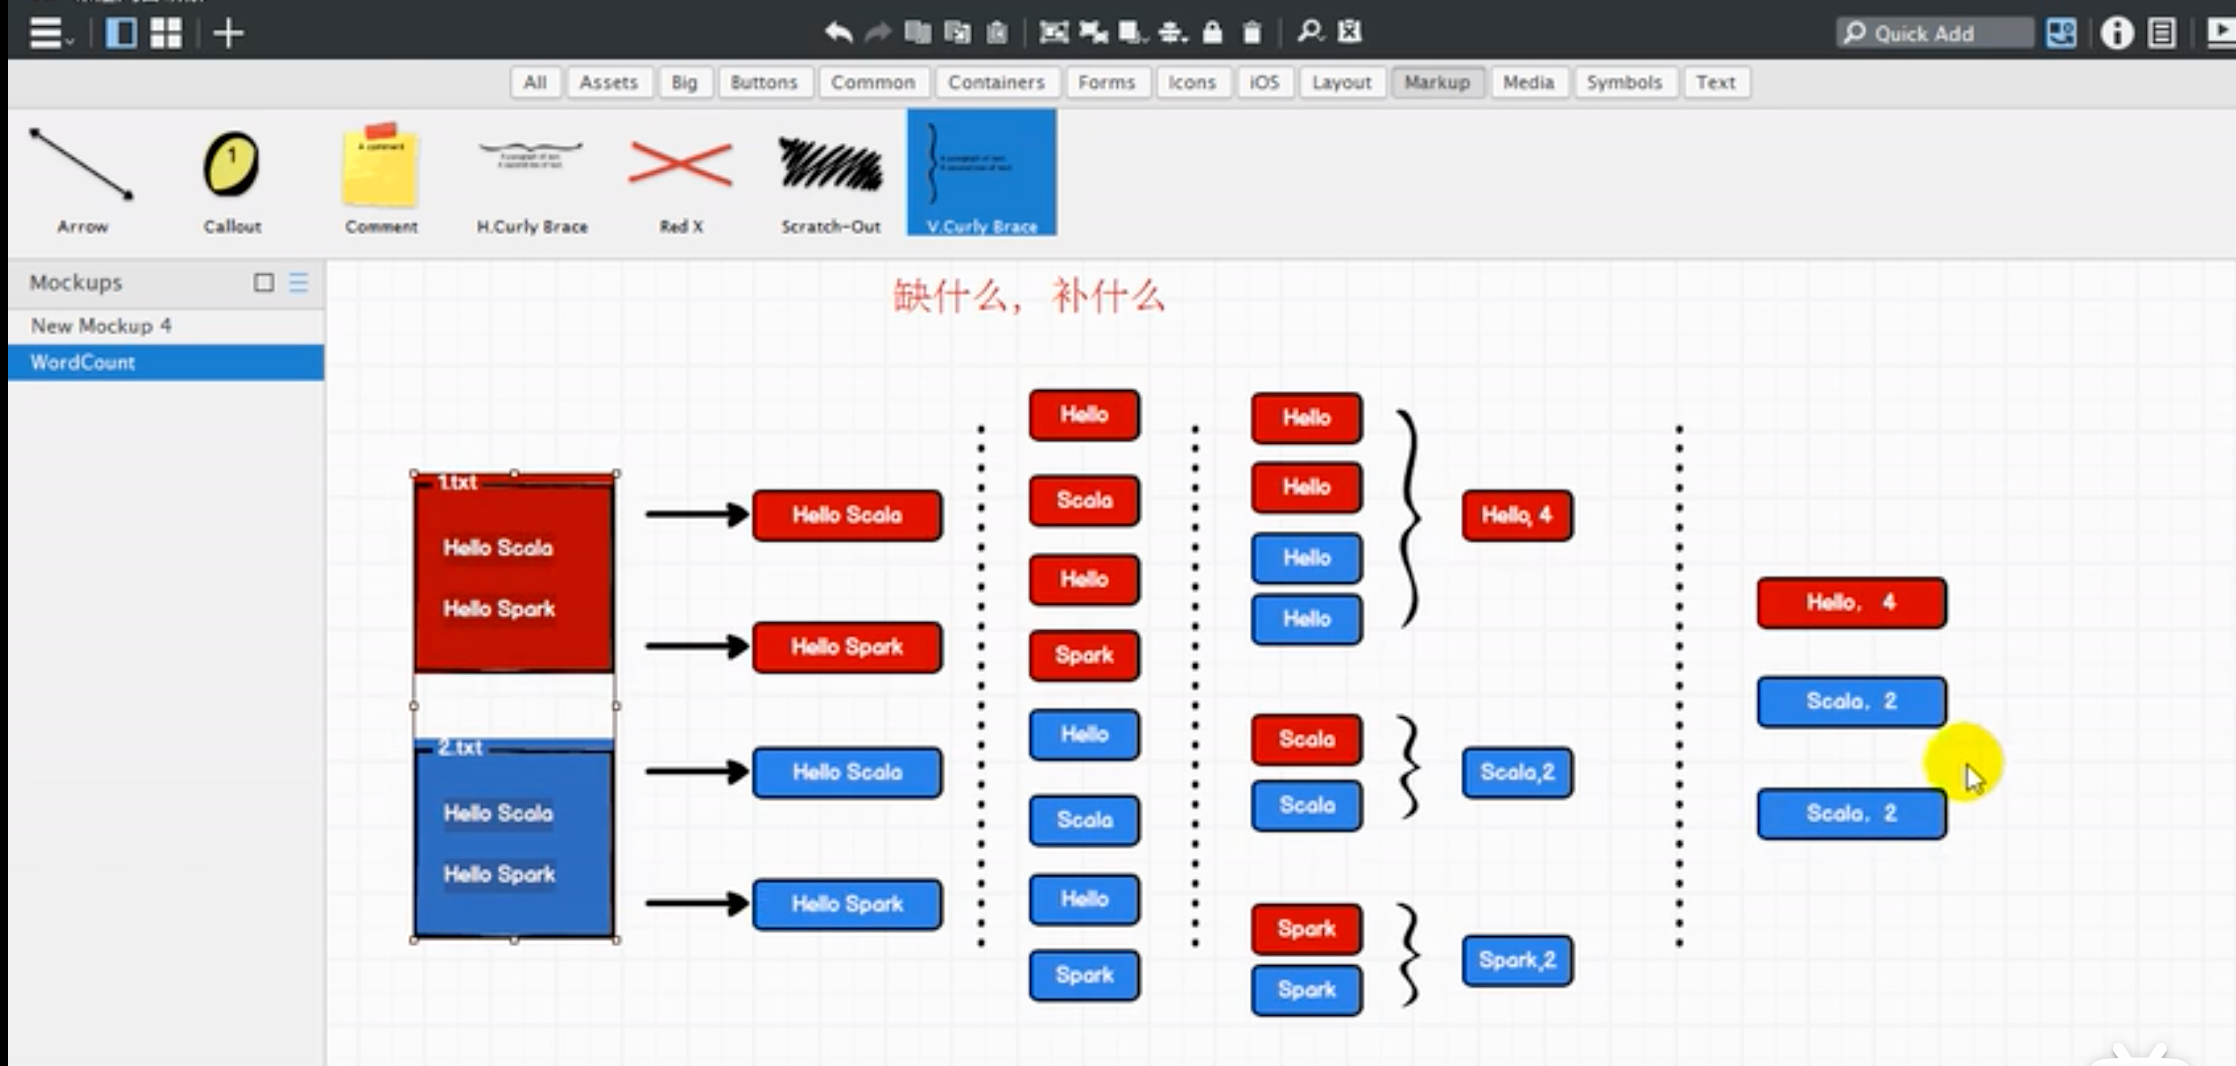 Quick Add
All Assets Big Buttons Common Containers Forms Icons iOS Layout Markup Media Symbols Text
1
A comment
Arrow Callout Comment H.Curly Brace Red X Scratch-Out V.Curly Brace
Mockups
New Mockup 4
WordCount
缺什么，补什么
1.txt
Hello Scala
Hello Spark
2.txt
Hello Scala
Hello Spark
Hello Scala
Hello Spark
Hello Scala
Hello Spark
Hello
Scala
Hello
Spark
Hello
Scala
Hello
Spark
Hello
Hello
Hello
Hello
Scala
Scala
Spark
Spark
Hello, 4
Scala,2
Spark,2
Hello, 4
Scala, 2
Scala, 2